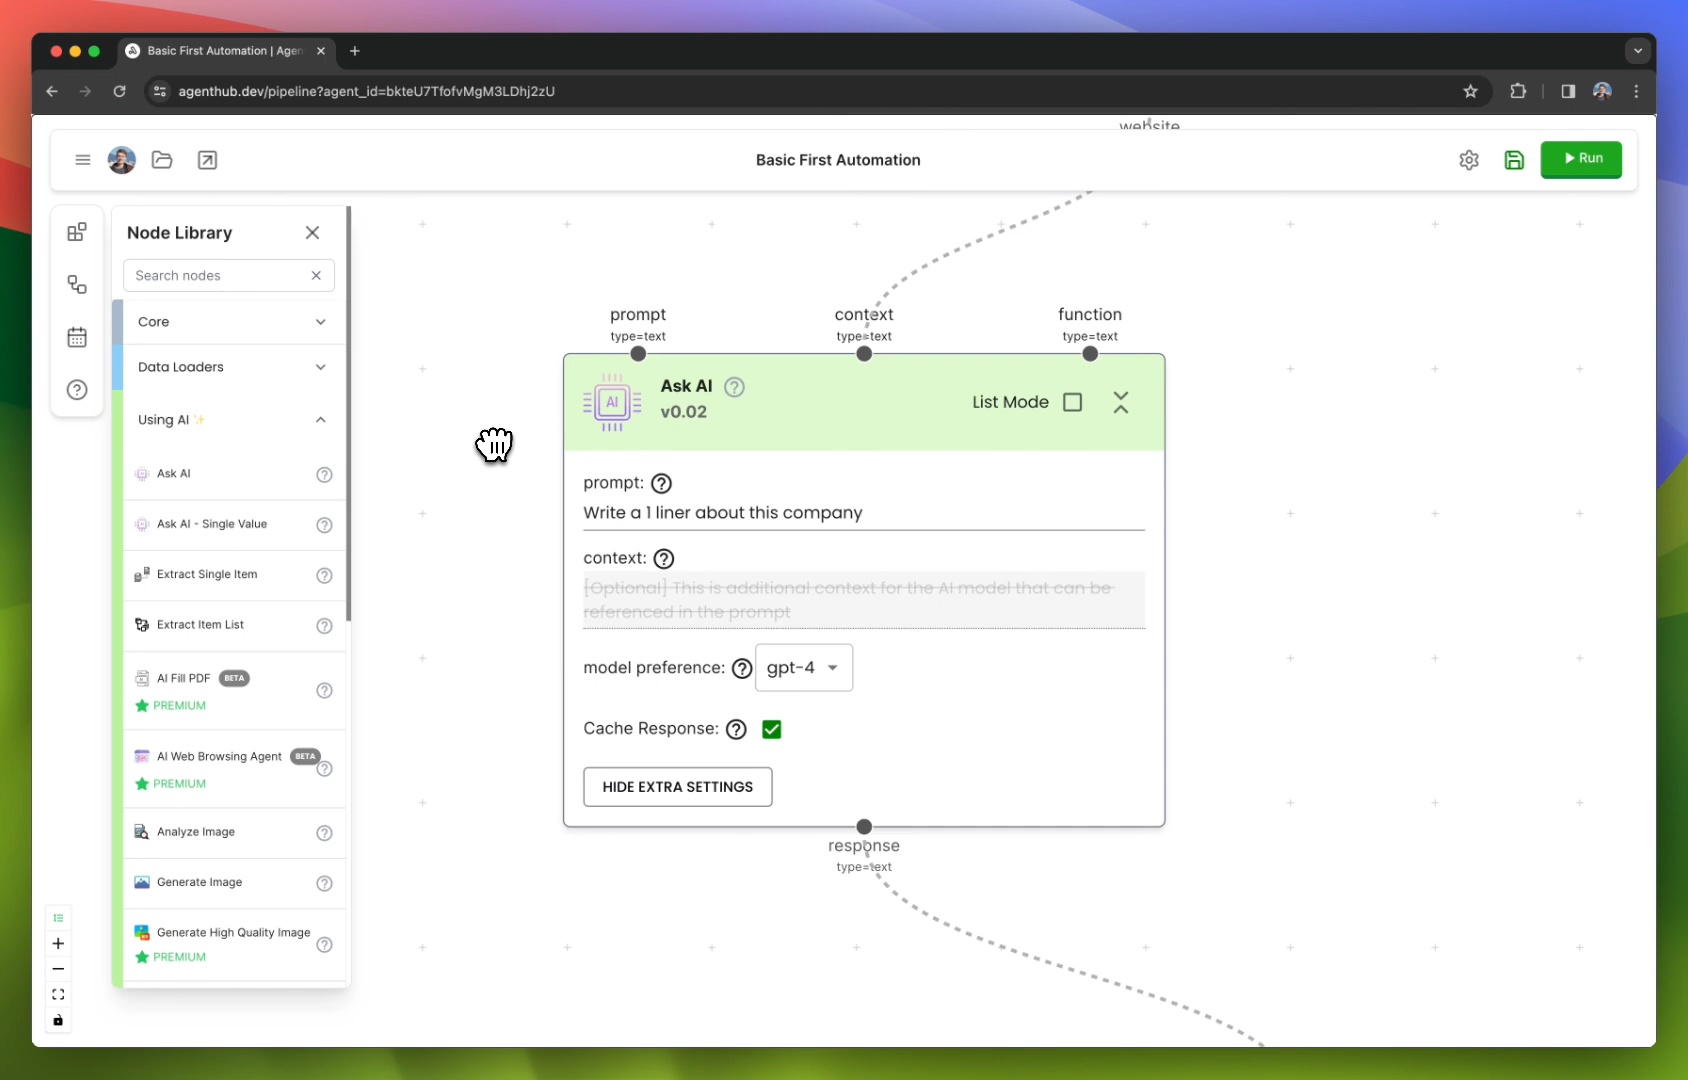 Basic First Automation | Agen
agenthub.dev/pipeline?agent_id=bkteU7TfofvMgM3LDhj2zU
website
Basic First Automation
Run
Node Library
Search nodes
Core
Data Loaders
Using AI ✨
Ask AI
Ask AI - Single Value
Extract Single Item
Extract Item List
AI Fill PDF BETA
PREMIUM
AI Web Browsing Agent BETA
PREMIUM
Analyze Image
Generate Image
Generate High Quality Image
PREMIUM
prompt
type=text
context
type=text
function
type=text
AI
Ask AI
v0.02
List Mode
prompt:
Write a 1 liner about this company
context:
[Optional] This is additional context for the AI model that can be
referenced in the prompt
model preference: gpt-4
Cache Response:
HIDE EXTRA SETTINGS
response
type=text